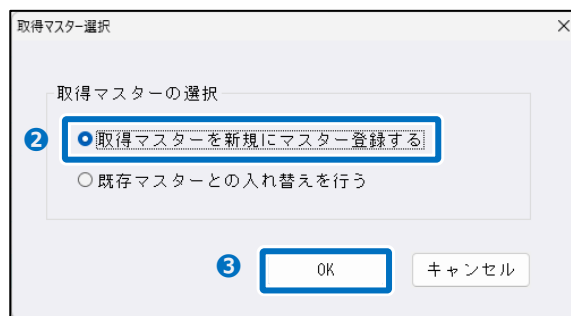 取得マスター選択
取得マスターの選択
❷ 取得マスターを新規にマスター登録する
既存マスターとの入れ替えを行う
❸ OK キャンセル